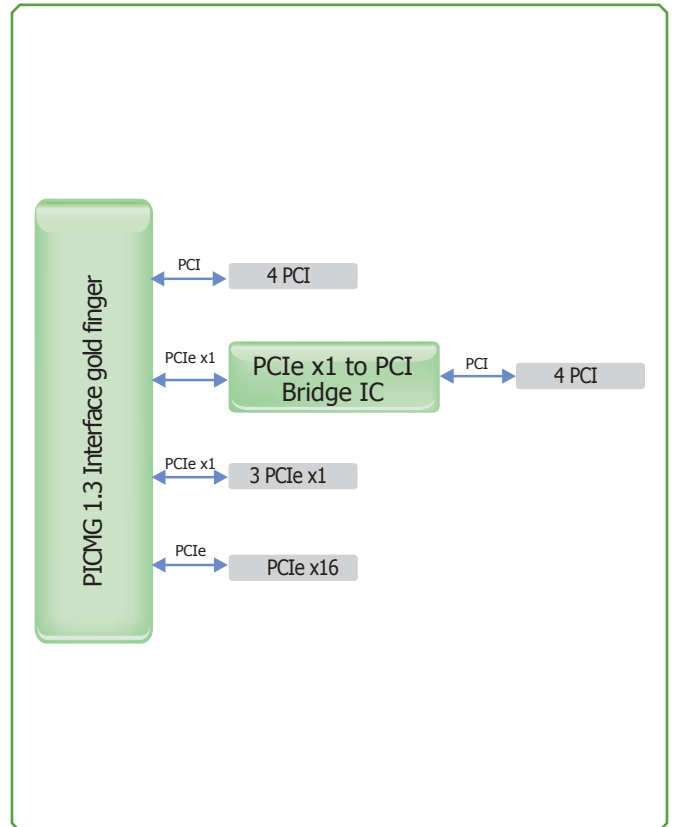 PICMG 1.3 Interface gold finger
PCI
4 PCI
PCIe x1
PCIe x1 to PCI
Bridge IC
PCI
4 PCI
PCIe x1
3 PCIe x1
PCIe
PCIe x16